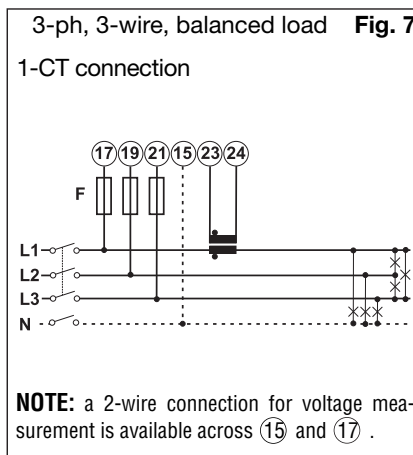 3-ph, 3-wire, balanced load Fig. 7
1-CT connection
17 19 21 15 23 24
F
L1
L2
L3
N
NOTE: a 2-wire connection for voltage mea-
surement is available across 15 and 17 .